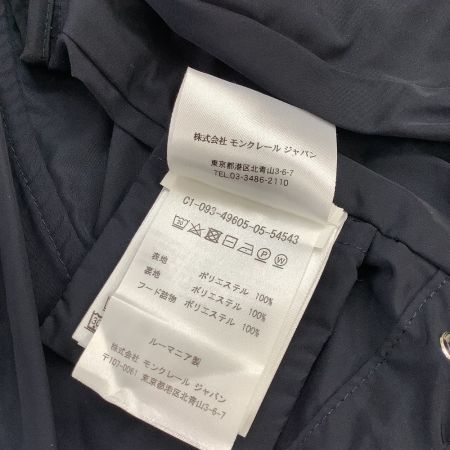 株式会社 モンクレール ジャパン
東京都港区北青山3-6-7
TEL.03-3486-2110
C1-093-49605-05-54543
30 P W
表地 ポリエステル 100%
裏地 ポリエステル 100%
フード詰物 ポリエステル 100%
ルーマニア製
株式会社 モンクレール ジャパン
〒107-0061 東京都港区北青山3-6-7